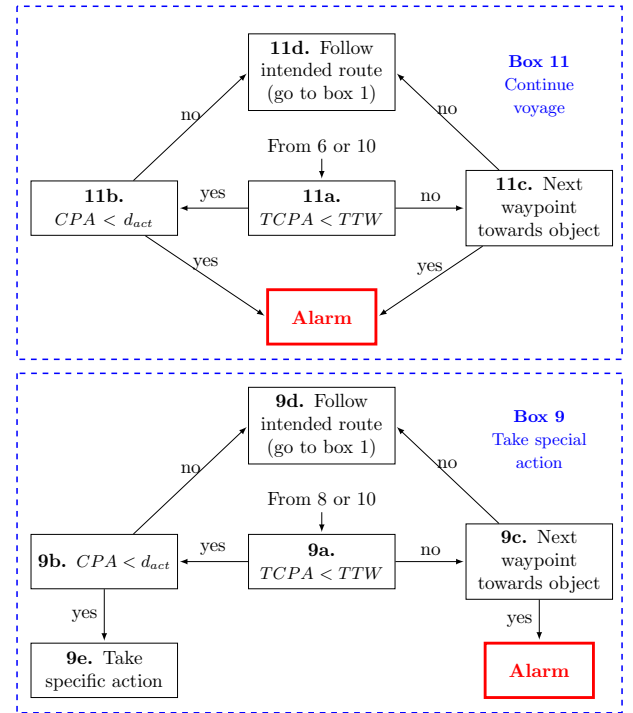 11d. Follow
intended route
(go to box 1)
Box 11
Continue
voyage
no
no
From 6 or 10
11b.
CPA < d_act
yes
11a.
TCPA < TTW
no
11c. Next
waypoint
towards object
yes
yes
Alarm
9d. Follow
intended route
(go to box 1)
Box 9
Take special
action
no
no
From 8 or 10
9b. CPA < d_act
yes
9a.
TCPA < TTW
no
9c. Next
waypoint
towards object
yes
yes
9e. Take
specific action
Alarm